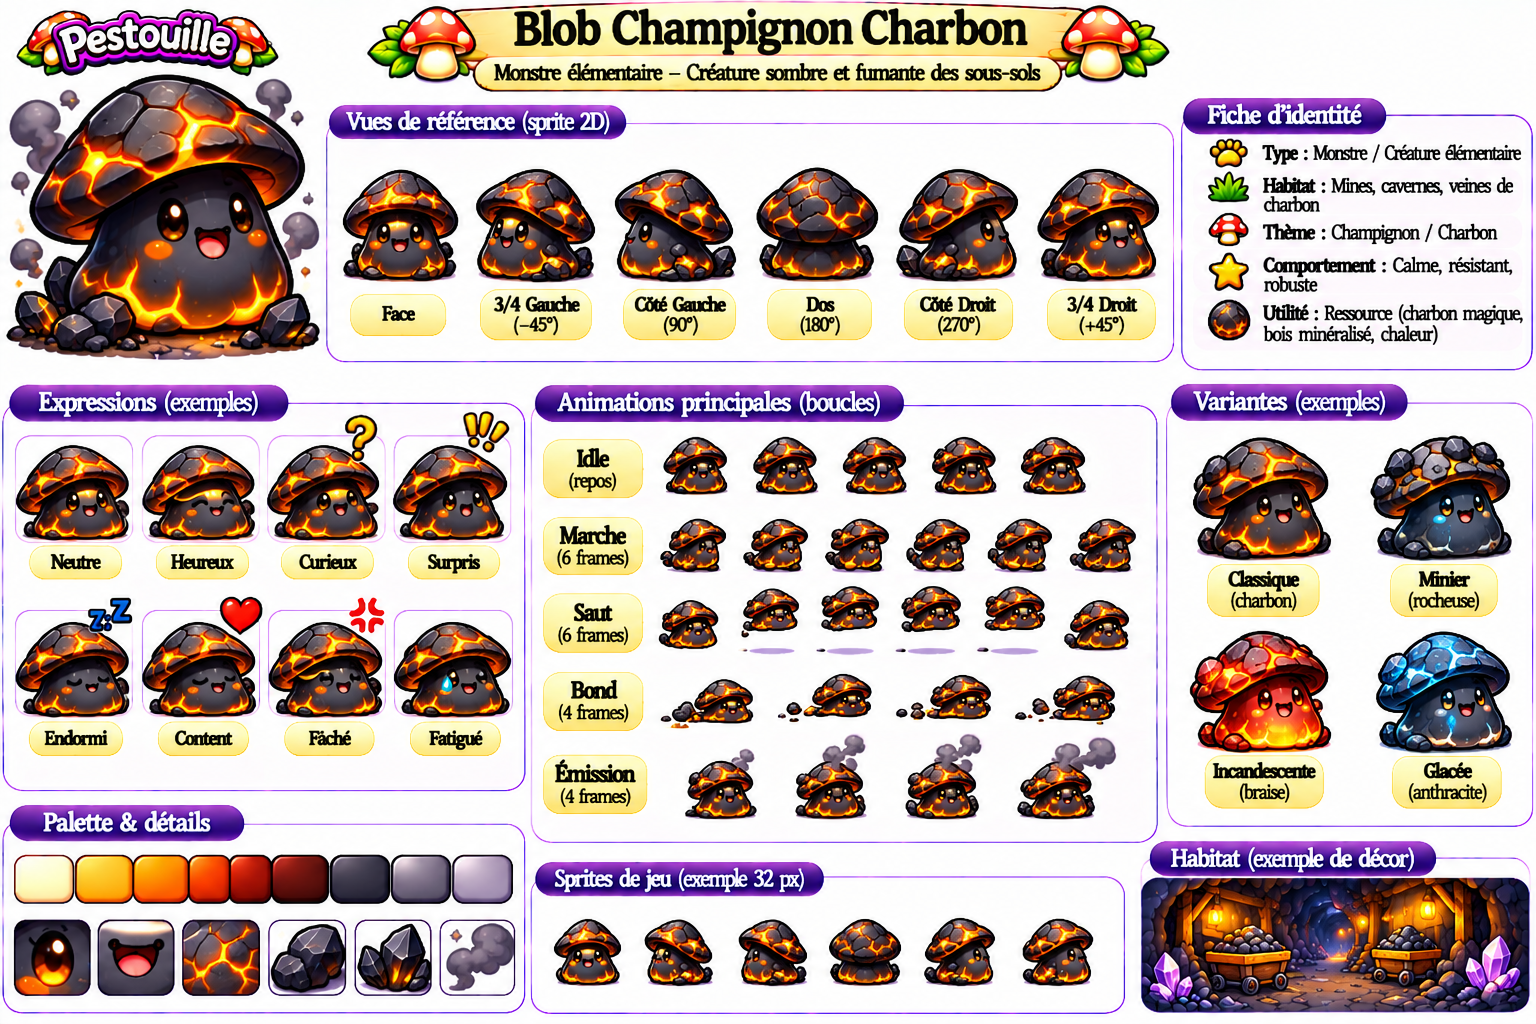 Pestouille
Blob Champignon Charbon
Monstre élémentaire – Créature sombre et fumante des sous-sols
Vues de référence (sprite 2D)
Face
3/4 Gauche
(−45°)
Côté Gauche
(90°)
Dos
(180°)
Côté Droit
(270°)
3/4 Droit
(+45°)
Fiche d'identité
Type : Monstre / Créature élémentaire
Habitat : Mines, cavernes, veines de
charbon
Thème : Champignon / Charbon
Comportement : Calme, résistant,
robuste
Utilité : Ressource (charbon magique,
bois minéralisé, chaleur)
Expressions (exemples)
?
!!!
Neutre
Heureux
Curieux
Surpris
z z Z
Endormi
Content
Fâché
Fatigué
Animations principales (boucles)
Idle
(repos)
Marche
(6 frames)
Saut
(6 frames)
Bond
(4 frames)
Émission
(4 frames)
Variantes (exemples)
Classique
(charbon)
Minier
(rocheuse)
Incandescente
(braise)
Glacée
(anthracite)
Palette & détails
Sprites de jeu (exemple 32 px)
Habitat (exemple de décor)